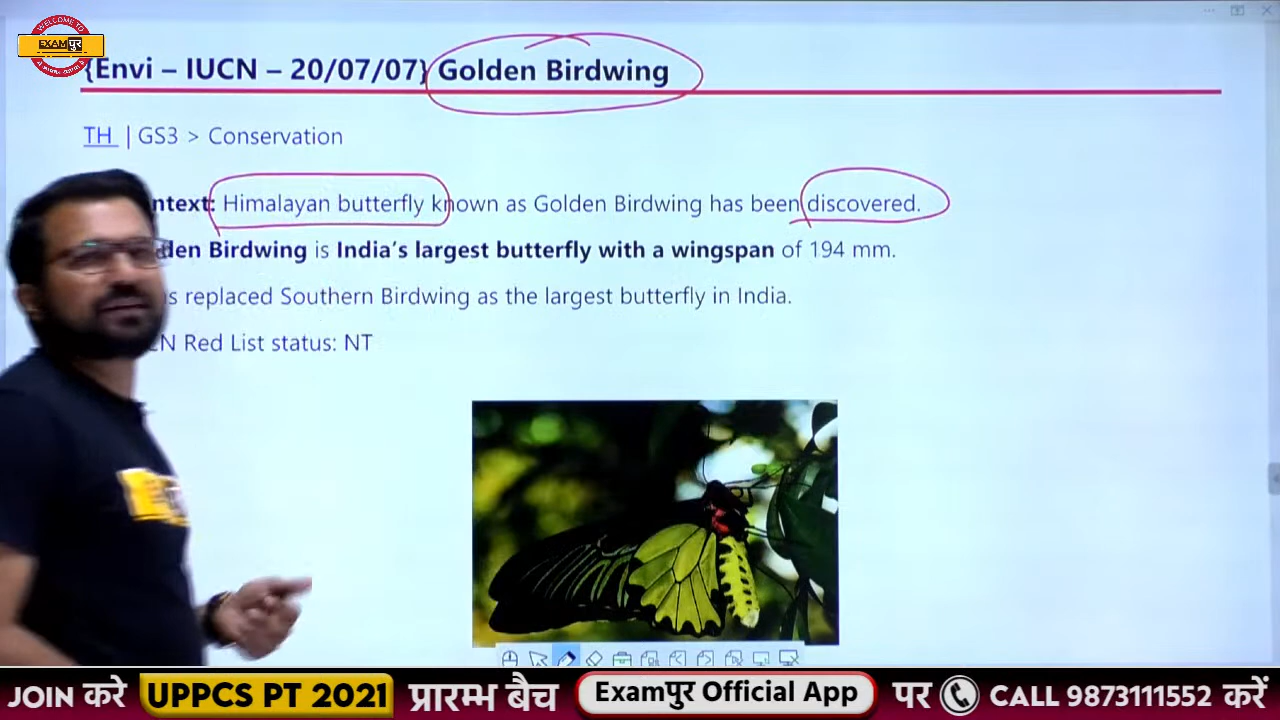 WELCOME TO
EXAMपुर
{Envi – IUCN – 20/07/07} Golden Birdwing
TH | GS3 > Conservation
ntext: Himalayan butterfly known as Golden Birdwing has been discovered.
den Birdwing is India's largest butterfly with a wingspan of 194 mm.
s replaced Southern Birdwing as the largest butterfly in India.
CN Red List status: NT
JOIN करे UPPCS PT 2021 प्रारम्भ बैच Examपुर Official App पर CALL 9873111552 करें